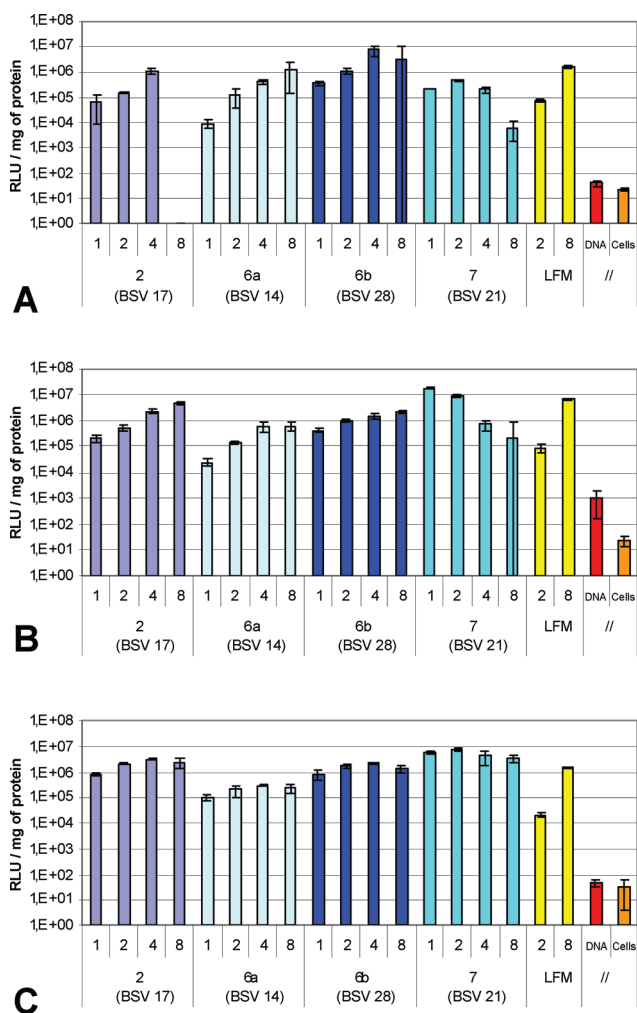 1,E+08
1,E+07
1,E+06
1,E+05
1,E+04
1,E+03
1,E+02
1,E+01
1,E+00
RLU / mg of protein
1 2 4 8 1 2 4 8 1 2 4 8 1 2 4 8 2 8 DNA Cells
2 6a 6b 7 LFM //
(BSV 17) (BSV 14) (BSV 28) (BSV 21)
A
1,E+08
1,E+07
1,E+06
1,E+05
1,E+04
1,E+03
1,E+02
1,E+01
1,E+00
RLU / mg of protein
1 2 4 8 1 2 4 8 1 2 4 8 1 2 4 8 2 8 DNA Cells
2 6a 6b 7 LFM //
(BSV 17) (BSV 14) (BSV 28) (BSV 21)
B
1,E+08
1,E+07
1,E+06
1,E+05
1,E+04
1,E+03
1,E+02
1,E+01
1,E+00
RLU / mg of protein
1 2 4 8 1 2 4 8 1 2 4 8 1 2 4 8 2 8 DNA Cells
2 6a 6b 7 LFM //
(BSV 17) (BSV 14) (BSV 28) (BSV 21)
C